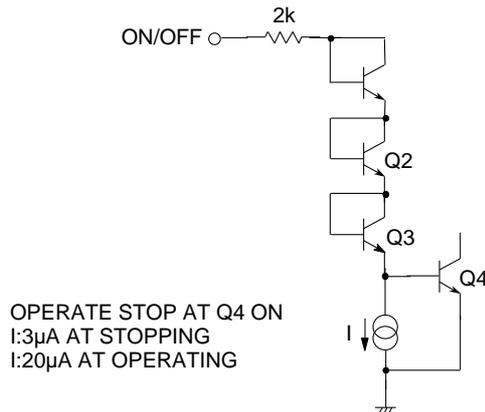 2k
ON/OFF
Q2
Q3
Q4
OPERATE STOP AT Q4 ON
I:3µA AT STOPPING
I:20µA AT OPERATING
I